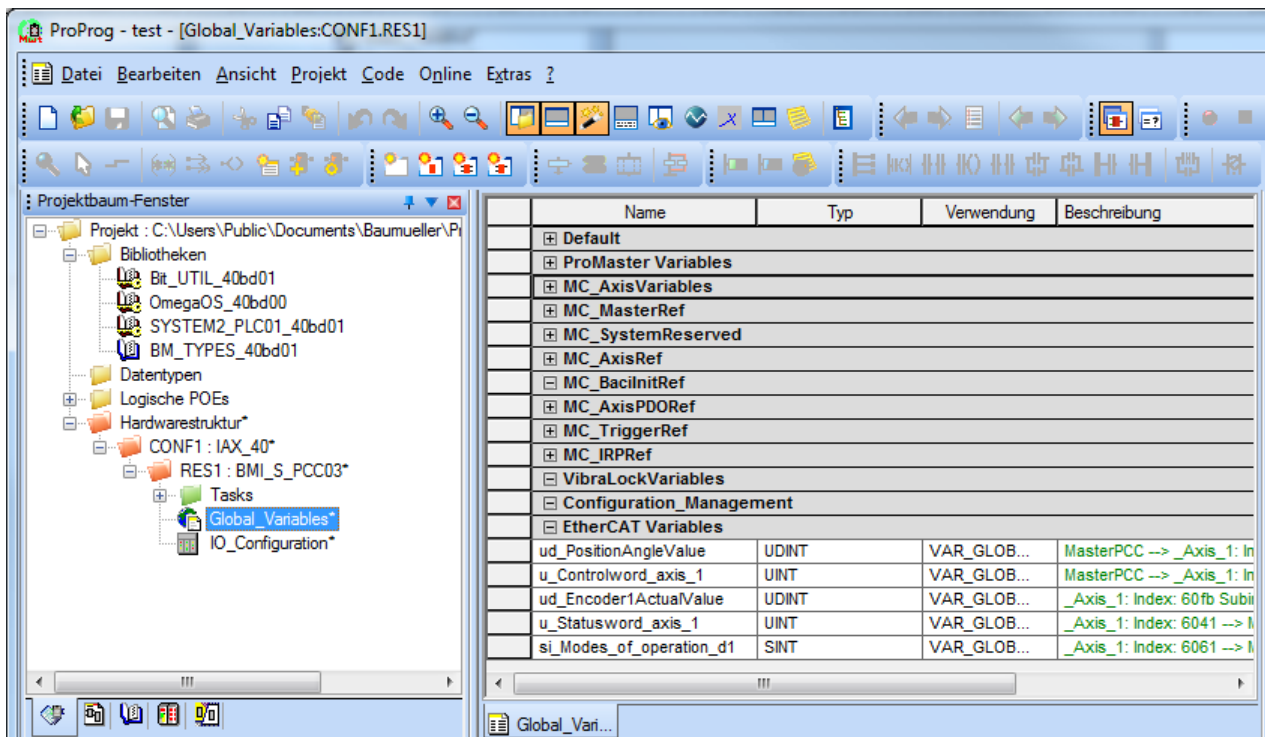 ProProg - test - [Global_Variables:CONF1.RES1]
Datei Bearbeiten Ansicht Projekt Code Online Extras ?
Projektbaum-Fenster
Projekt : C:\Users\Public\Documents\Baumueller\P
Bibliotheken
Bit_UTIL_40bd01
OmegaOS_40bd00
SYSTEM2_PLC01_40bd01
BM_TYPES_40bd01
Datentypen
Logische POEs
Hardwarestruktur*
CONF1 : IAX_40*
RES1 : BMI_S_PCC03*
Tasks
Global_Variables*
IO_Configuration*
Name Typ Verwendung Beschreibung
Default
ProMaster Variables
MC_AxisVariables
MC_MasterRef
MC_SystemReserved
MC_AxisRef
MC_BaciInitRef
MC_AxisPDORef
MC_TriggerRef
MC_IRPRef
VibraLockVariables
Configuration_Management
EtherCAT Variables
ud_PositionAngleValue UDINT VAR_GLOB... MasterPCC --> _Axis_1: In
u_Controlword_axis_1 UINT VAR_GLOB... MasterPCC --> _Axis_1: In
ud_Encoder1ActualValue UDINT VAR_GLOB... _Axis_1: Index: 60fb Subi
u_Statusword_axis_1 UINT VAR_GLOB... _Axis_1: Index: 6041 -->
si_Modes_of_operation_d1 SINT VAR_GLOB... _Axis_1: Index: 6061 -->
Global_Vari...